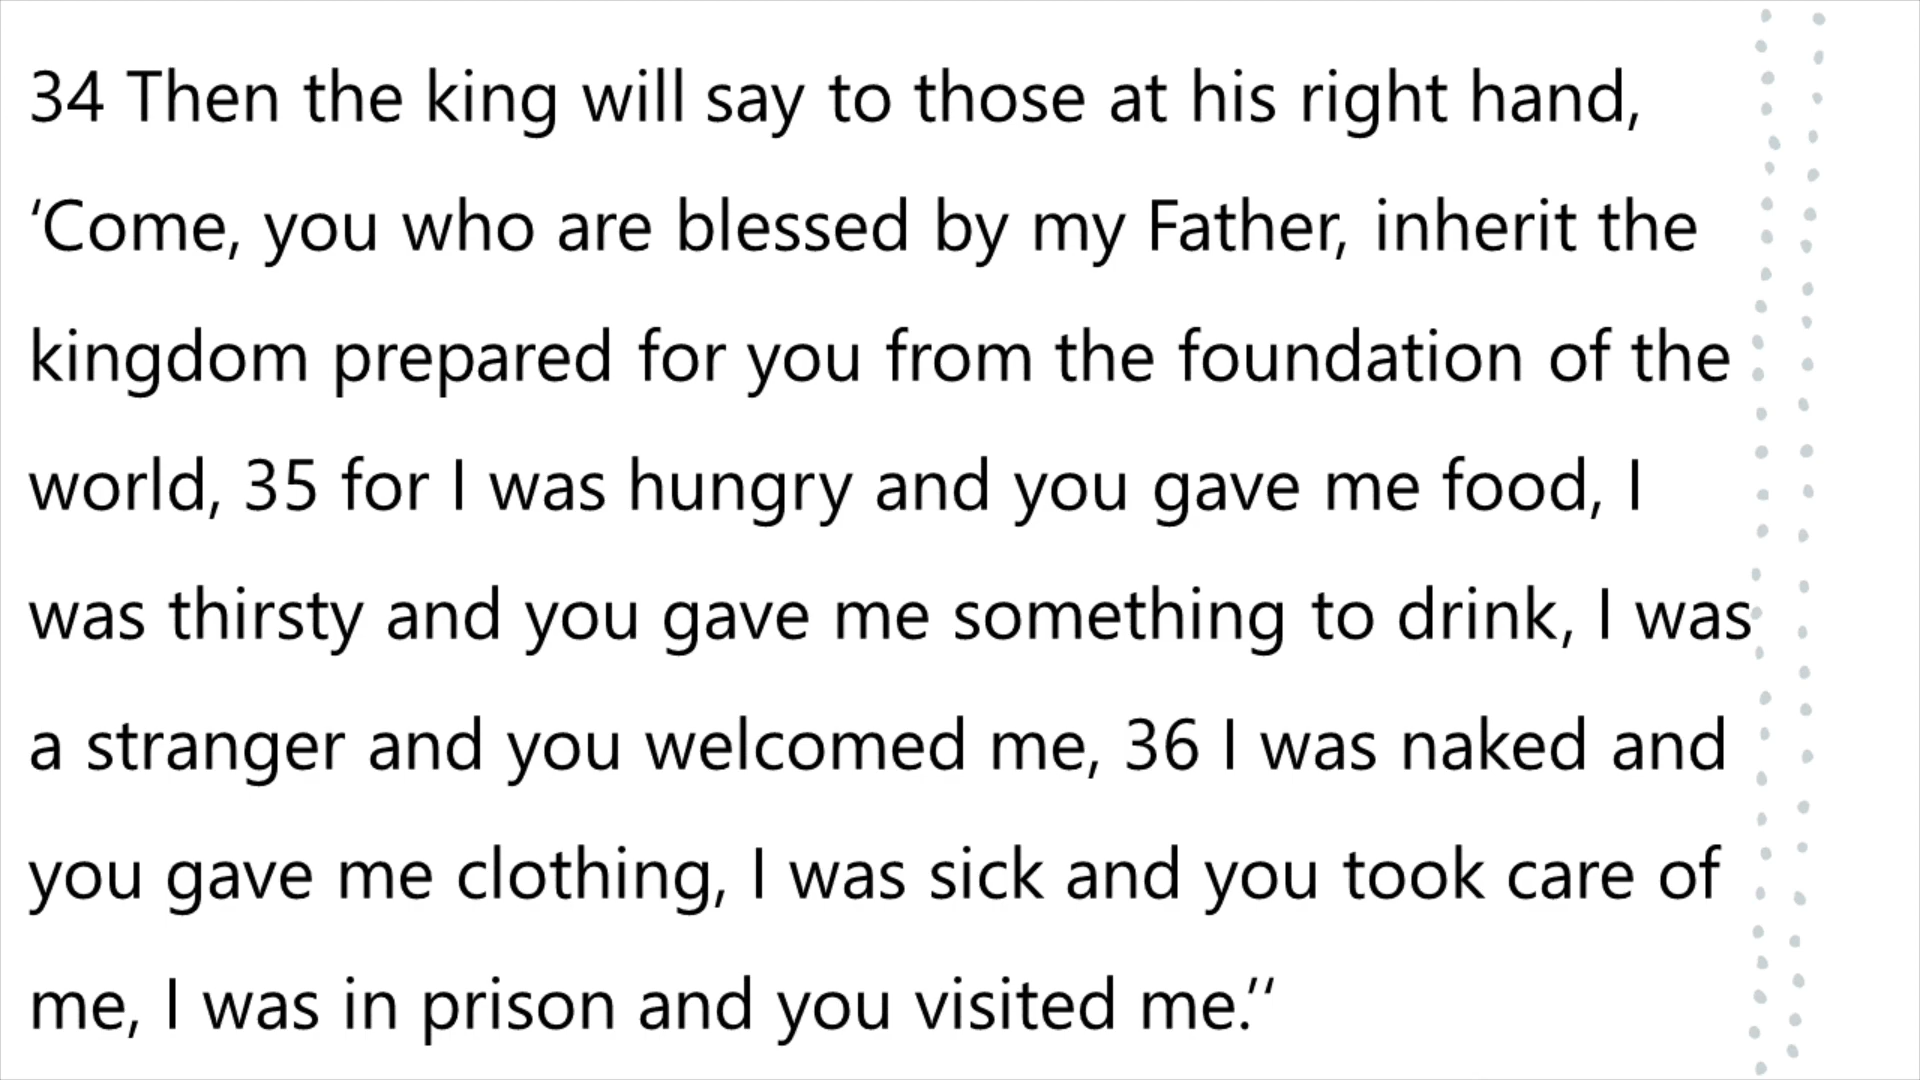 34 Then the king will say to those at his right hand,
‘Come, you who are blessed by my Father, inherit the
kingdom prepared for you from the foundation of the
world, 35 for I was hungry and you gave me food, I
was thirsty and you gave me something to drink, I was
a stranger and you welcomed me, 36 I was naked and
you gave me clothing, I was sick and you took care of
me, I was in prison and you visited me.’‘